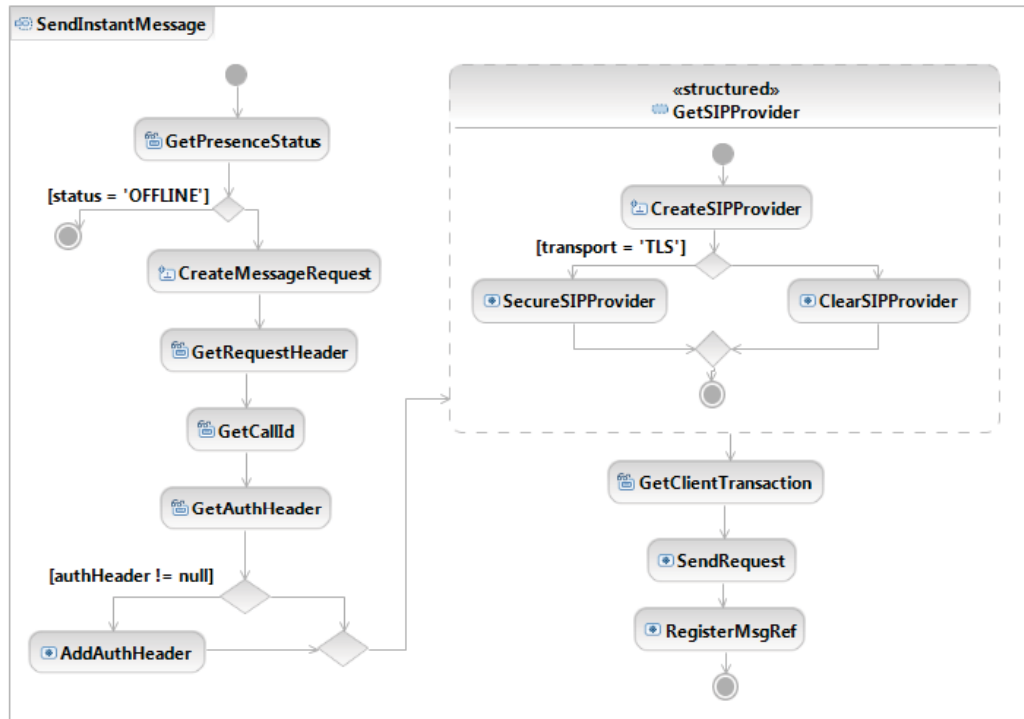 SendInstantMessage
GetPresenceStatus
[status = 'OFFLINE']
CreateMessageRequest
GetRequestHeader
GetCallId
GetAuthHeader
[authHeader != null]
AddAuthHeader
«structured»
GetSIPProvider
CreateSIPProvider
[transport = 'TLS']
SecureSIPProvider
ClearSIPProvider
GetClientTransaction
SendRequest
RegisterMsgRef